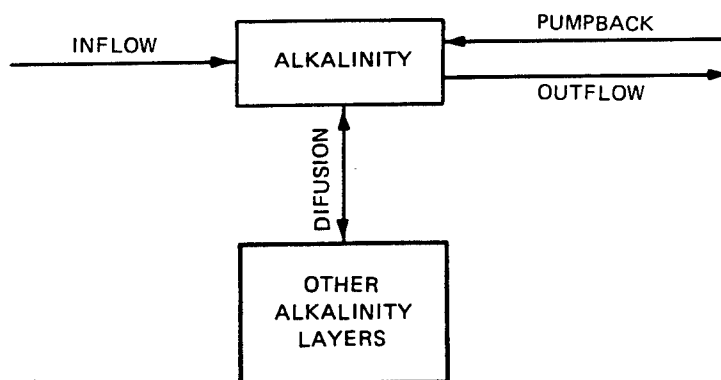 INFLOW
ALKALINITY
PUMPBACK
OUTFLOW
DIFUSION
OTHER
ALKALINITY
LAYERS